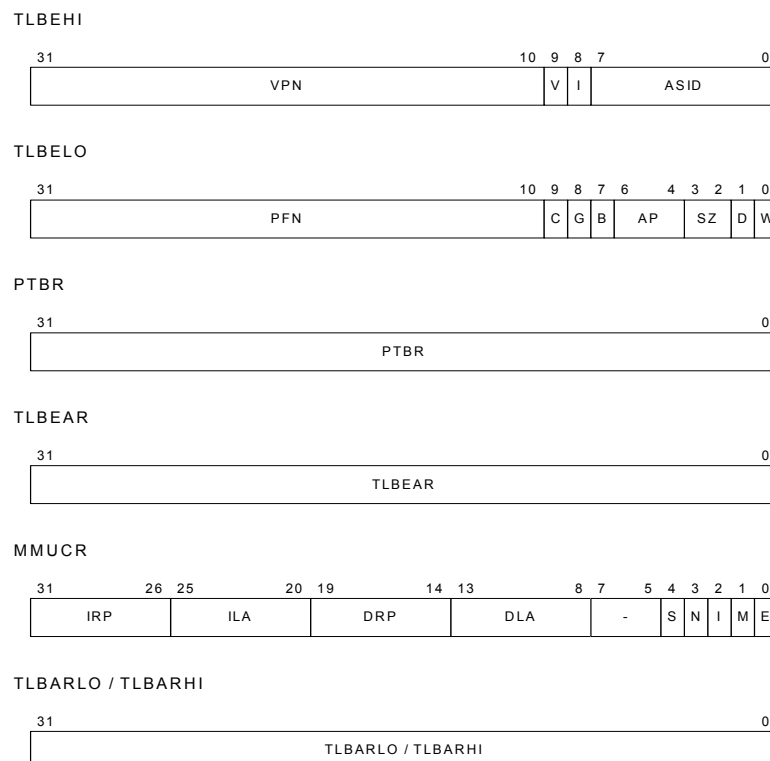 TLBEHI
31 10 9 8 7 0
VPN V I ASID
TLBELO
31 10 9 8 7 6 4 3 2 1 0
PFN C G B AP SZ D W
PTBR
31 0
PTBR
TLBEAR
31 0
TLBEAR
MMUCR
31 26 25 20 19 14 13 8 7 5 4 3 2 1 0
IRP ILA DRP DLA - S N I M E
TLBARLO / TLBARHI
31 0
TLBARLO / TLBARHI